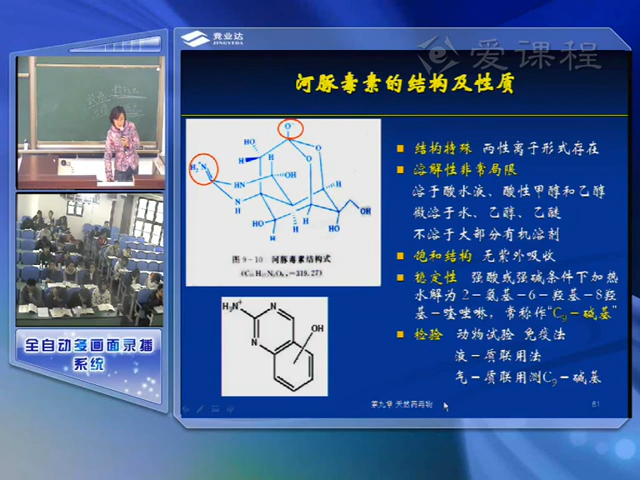 竞业达
JINGYEDA
爱课程
河豚毒素的结构及性质
结构特殊 两性离子形式存在
溶解性非常局限
溶于酸水液、酸性甲醇和乙醇
微溶于水、乙醇、乙醚
不溶于大部分有机溶剂
饱和结构 无紫外吸收
稳定性 强酸或强碱条件下加热
水解为2-氨基-6-羟基-8羟
基-喹唑啉，常称作“C₉-碱基”
检验 动物试验 免疫法
液-质联用法
气-质联用测C₉-碱基
O⁻
HO
H
H
OH
O
O
H₂⁺N
HN
HN
H
H
HO
HO
H
OH
图 9-10 河豚毒素结构式
(C₁₁H₁₇N₃O₈,=319.27)
H₃N⁺
N
N
OH
第九章 天然药毒物
61
全自动多画面录播
系统